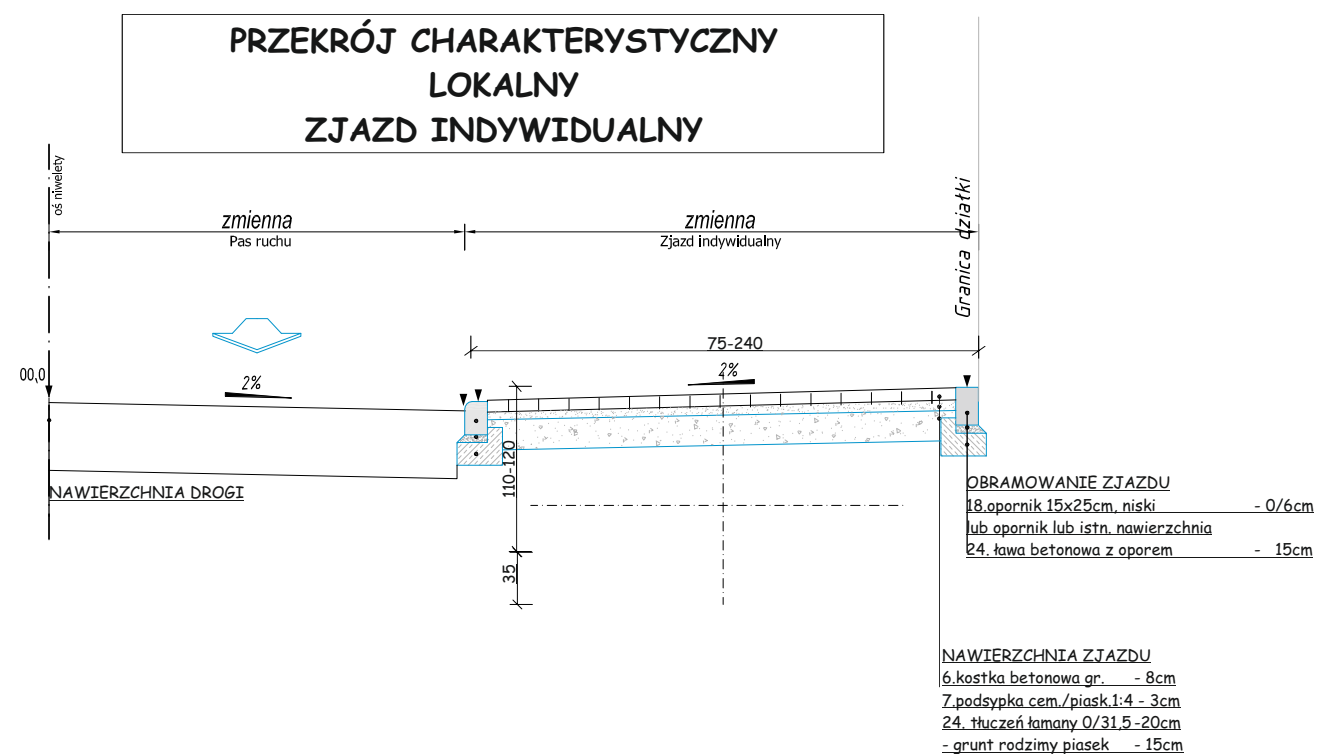 PRZEKRÓJ CHARAKTERYSTYCZNY
LOKALNY
ZJAZD INDYWIDUALNY
oś niwelety
zmienna
Pas ruchu
zmienna
Zjazd indywidualny
Granica działki
75-240
00,0
2%
2%
110-120
35
NAWIERZCHNIA DROGI
OBRAMOWANIE ZJAZDU
18.opornik 15x25cm, niski - 0/6cm
lub opornik lub istn. nawierzchnia
24. ława betonowa z oporem - 15cm
NAWIERZCHNIA ZJAZDU
6.kostka betonowa gr. - 8cm
7.podsypka cem./piask.1:4 - 3cm
24. tłuczeń łamany 0/31,5 -20cm
- grunt rodzimy piasek - 15cm